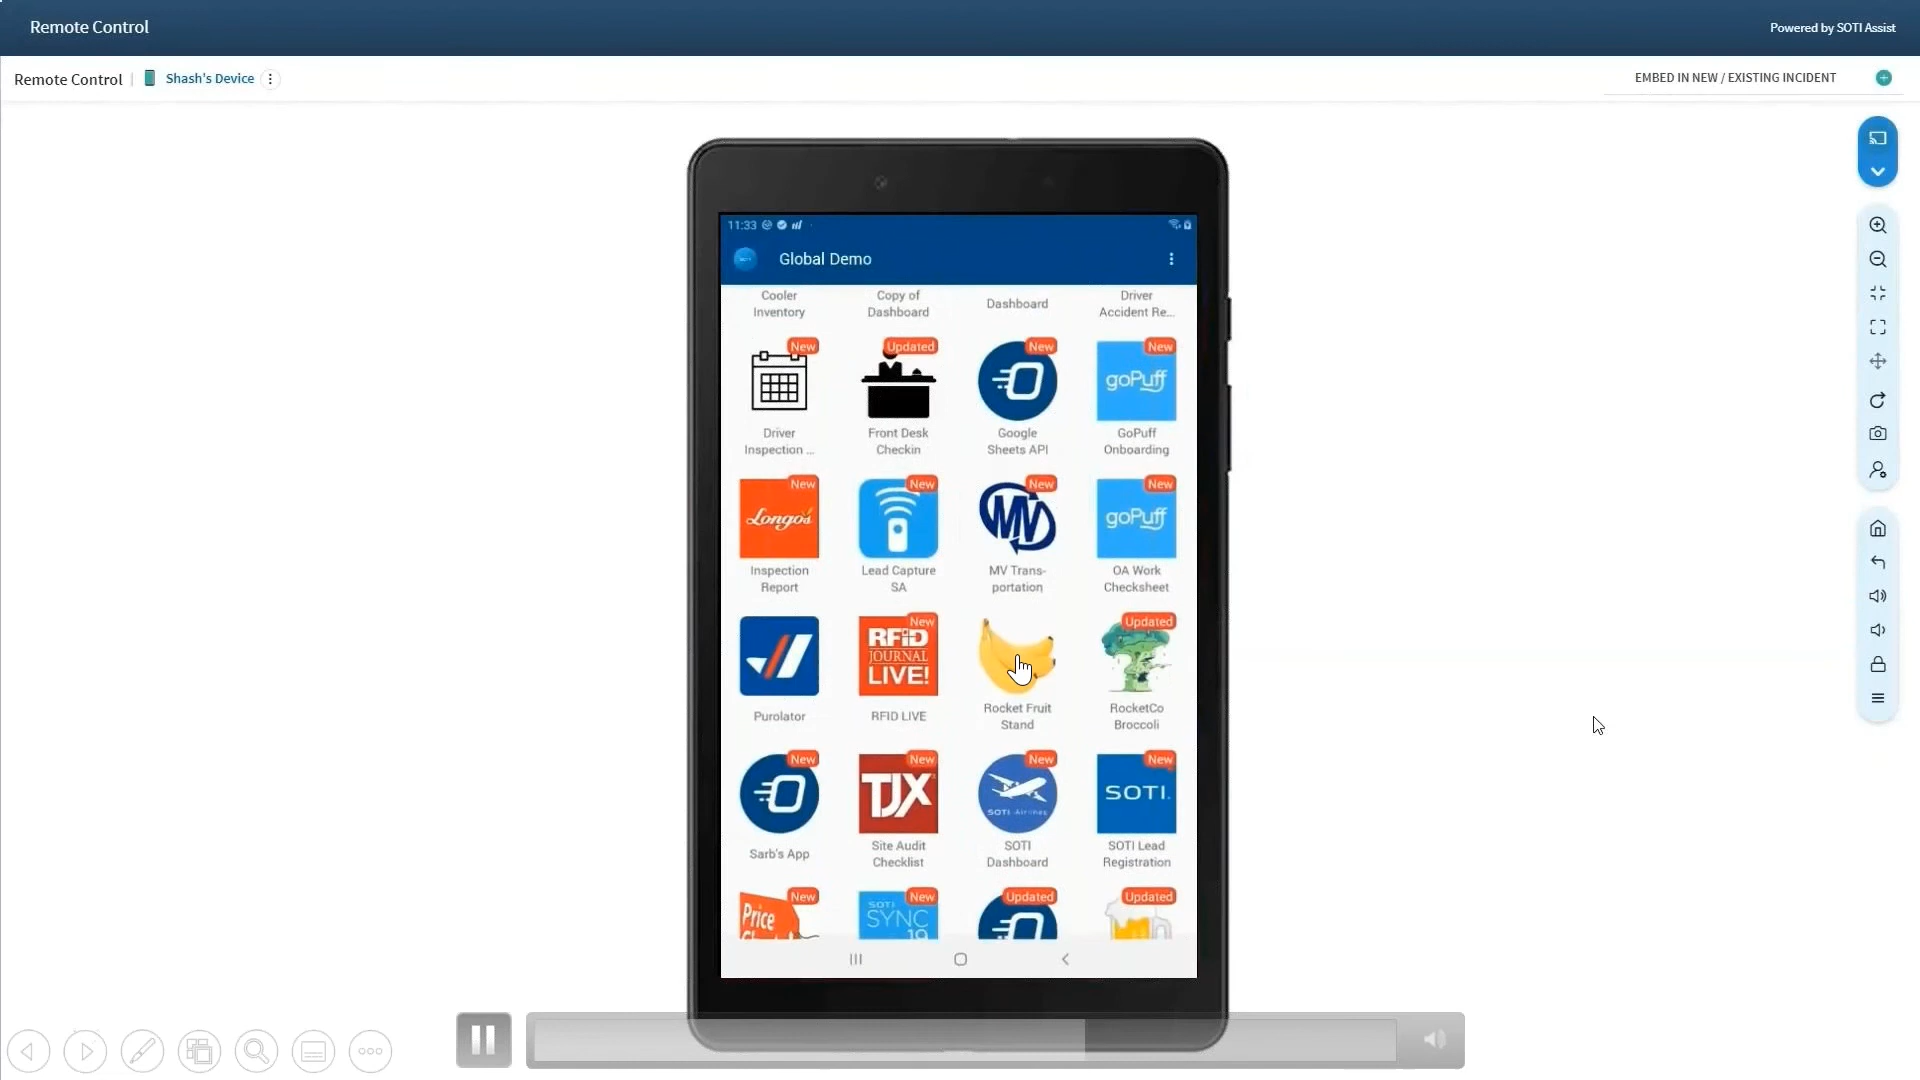 Remote Control
Powered by SOTI Assist
Remote Control | Shash's Device
EMBED IN NEW / EXISTING INCIDENT
11:33
SOTI
Global Demo
Cooler
Inventory
Copy of
Dashboard
Dashboard
Driver
Accident Re...
New
Updated
New
New
goPuff
Driver
Inspection ...
Front Desk
Checkin
Google
Sheets API
GoPuff
Onboarding
New
New
New
New
Longo's
MV
goPuff
Inspection
Report
Lead Capture
SA
MV Trans-
portation
OA Work
Checksheet
New
Updated
RFID
JOURNAL
LIVE!
Purolator
RFID LIVE
Rocket Fruit
Stand
RocketCo
Broccoli
New
New
New
New
TJX
SOTI Airlines
SOTI.
Sarb's App
Site Audit
Checklist
SOTI
Dashboard
SOTI Lead
Registration
New
New
Updated
Updated
Price
SOTI
SYNC
19